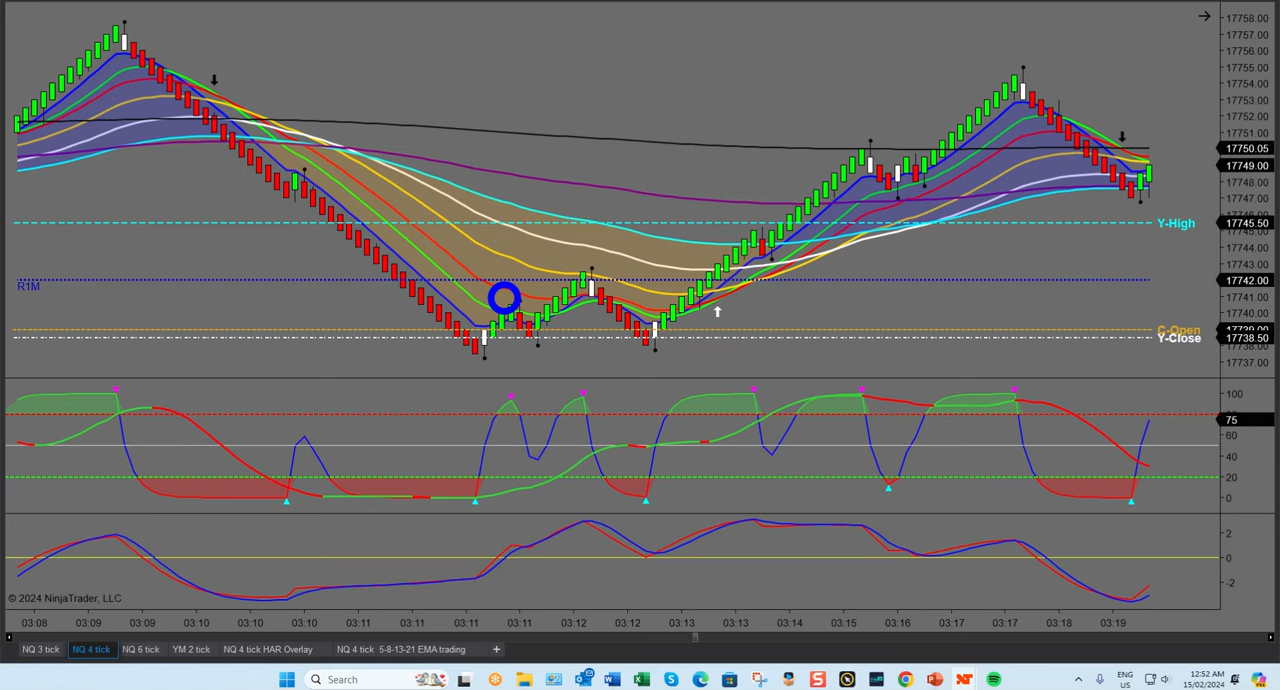 17758.00
17757.00
17756.00
17755.00
17754.00
17753.00
17752.00
17751.00
17750.05
17749.00
17748.00
17747.00
Y-High
17745.50
17744.00
17743.00
R1M
17742.00
17741.00
17740.00
C-Open
17739.00
Y-Close
17738.50
17737.00
100
75
60
40
20
0
2
0
-2
© 2024 NinjaTrader, LLC
03:08 03:09 03:09 03:10 03:10 03:11 03:11 03:11 03:11 03:11 03:12 03:12 03:13 03:13 03:14 03:15 03:16 03:17 03:17 03:18 03:19
NQ 3 tick NQ 4 tick NQ 6 tick YM 2 tick NQ 4 tick HAR Overlay NQ 4 tick 5-8-13-21 EMA trading +
Search
ENG
US
12:52 AM
15/02/2024